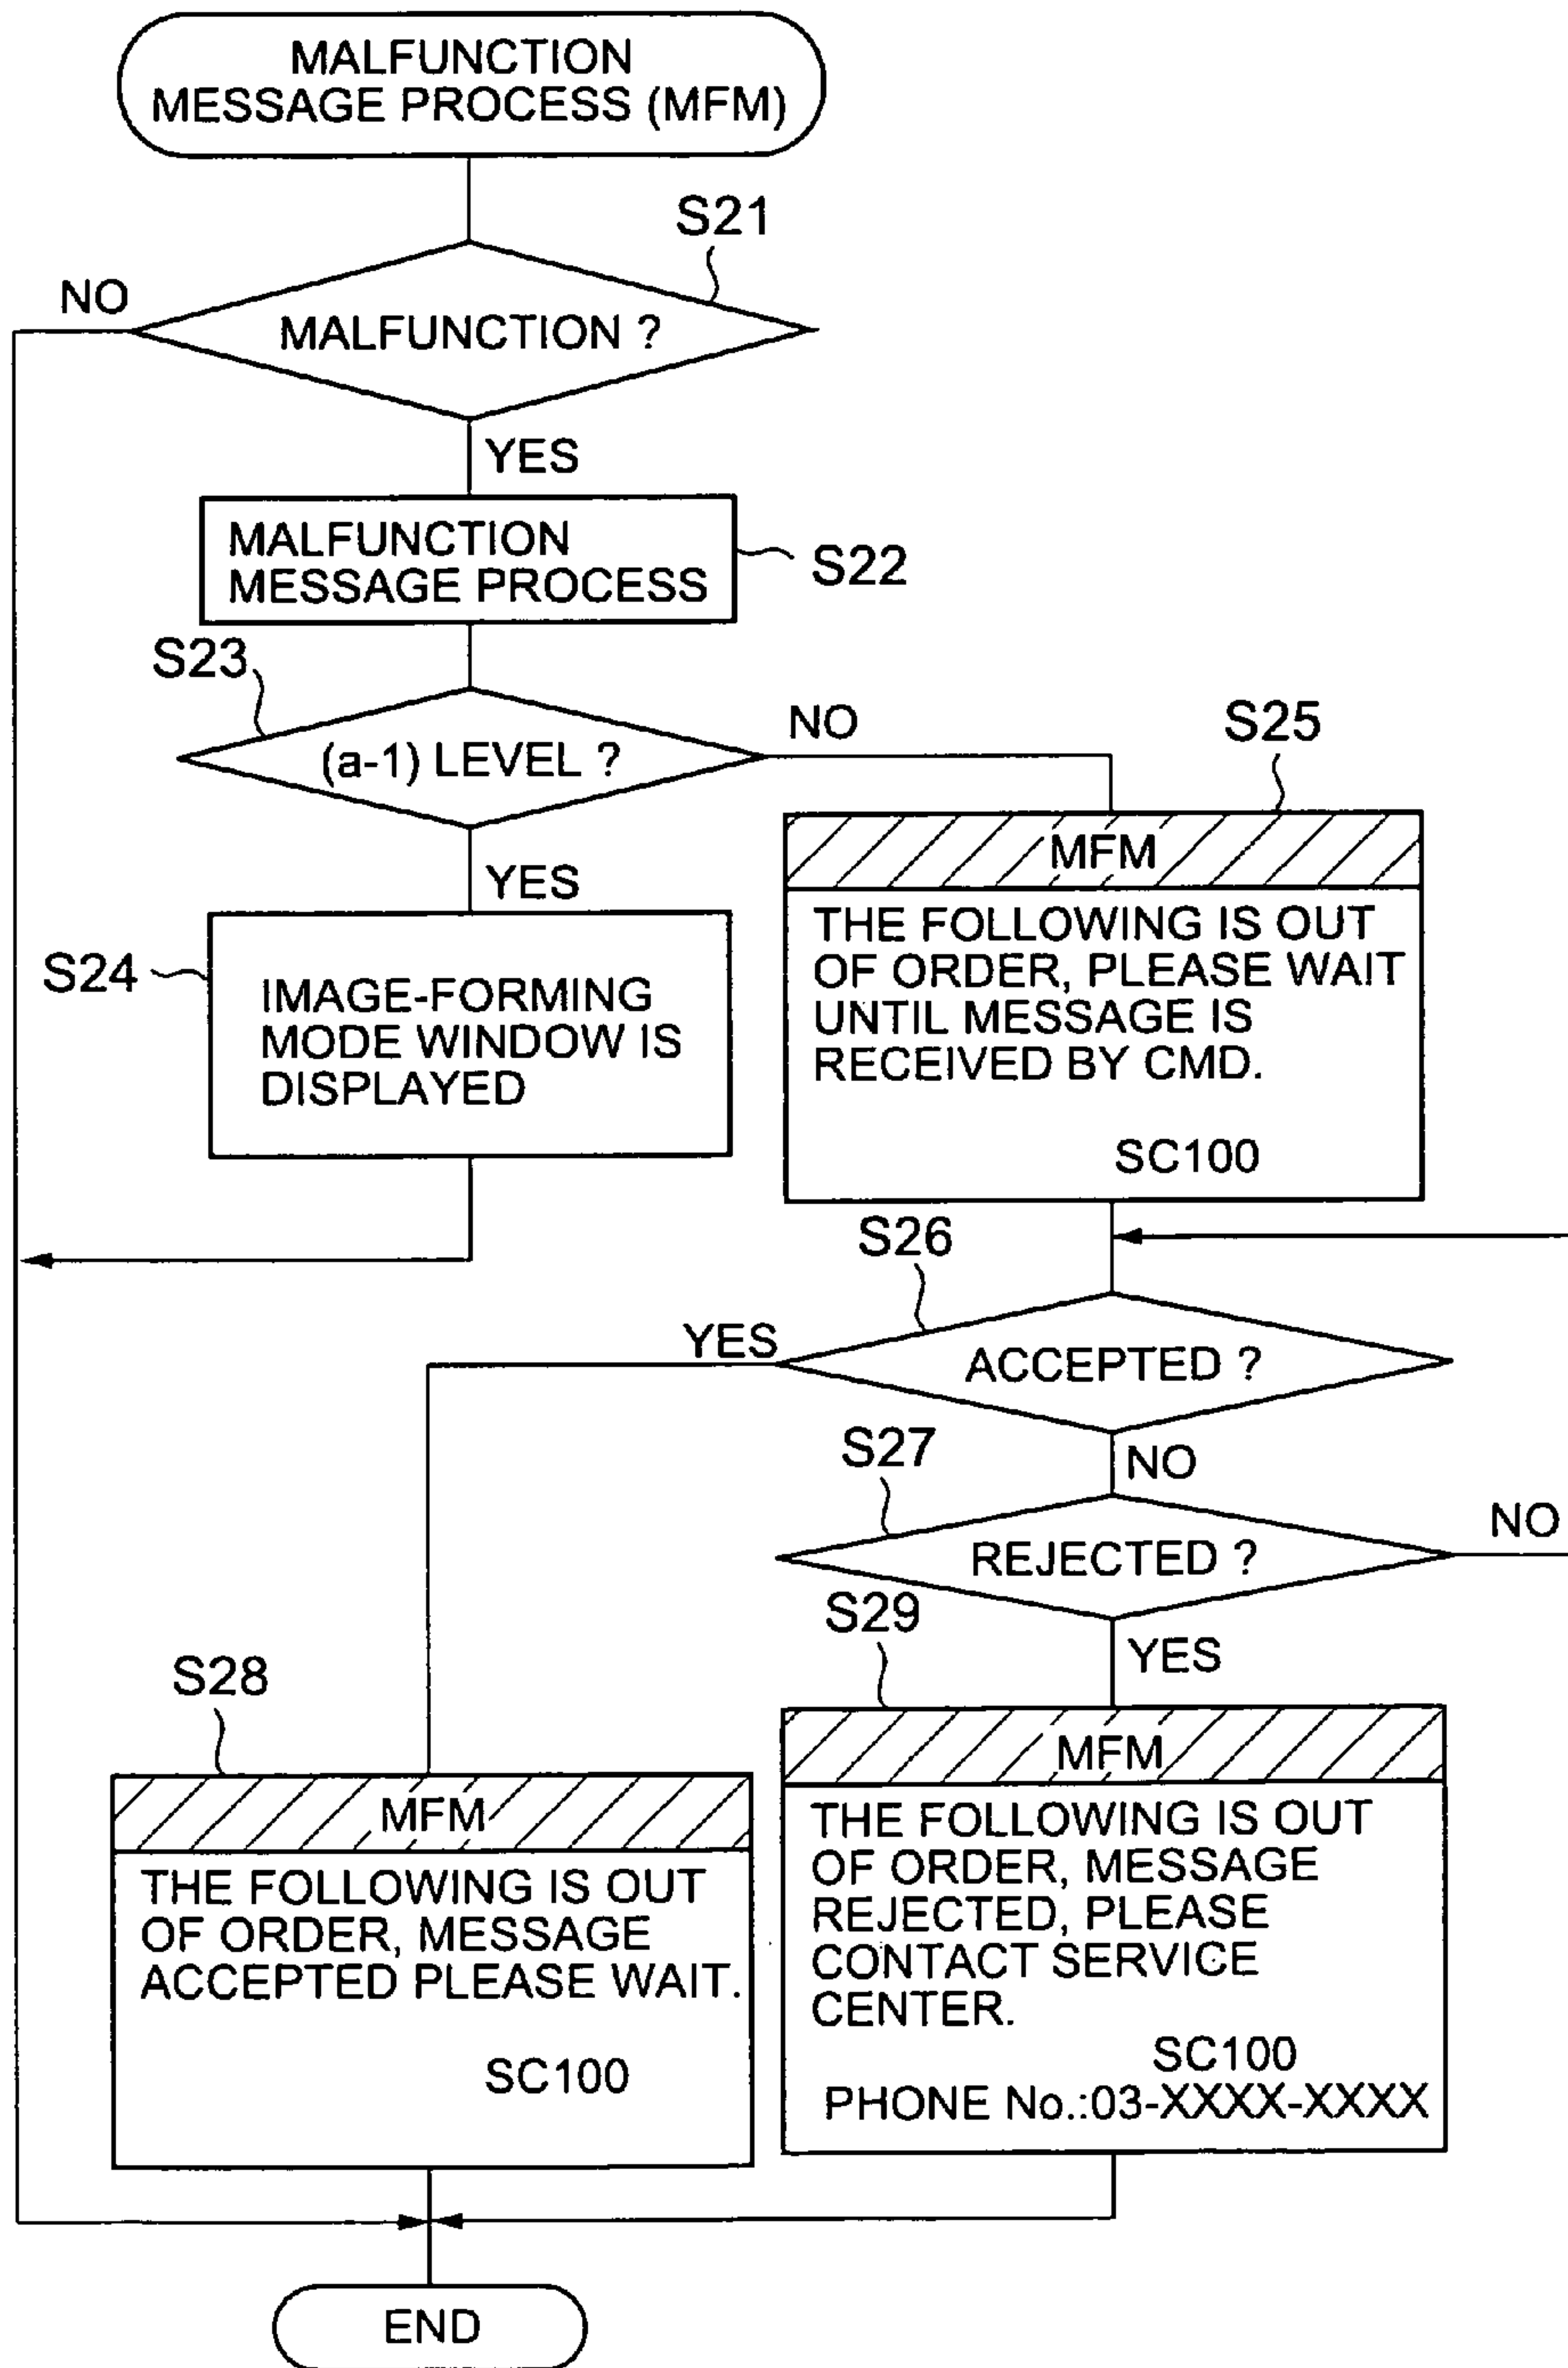 MALFUNCTION
MESSAGE PROCESS (MFM)
S21
NO
MALFUNCTION ?
YES
MALFUNCTION
MESSAGE PROCESS
S22
S23
(a-1) LEVEL ?
NO
S25
YES
S24
IMAGE-FORMING
MODE WINDOW IS
DISPLAYED
MFM
THE FOLLOWING IS OUT
OF ORDER, PLEASE WAIT
UNTIL MESSAGE IS
RECEIVED BY CMD.
SC100
S26
YES
ACCEPTED ?
NO
S27
REJECTED ?
NO
YES
S28
MFM
THE FOLLOWING IS OUT
OF ORDER, MESSAGE
ACCEPTED PLEASE WAIT.
SC100
S29
MFM
THE FOLLOWING IS OUT
OF ORDER, MESSAGE
REJECTED, PLEASE
CONTACT SERVICE
CENTER.
SC100
PHONE No.:03-XXXX-XXXX
END